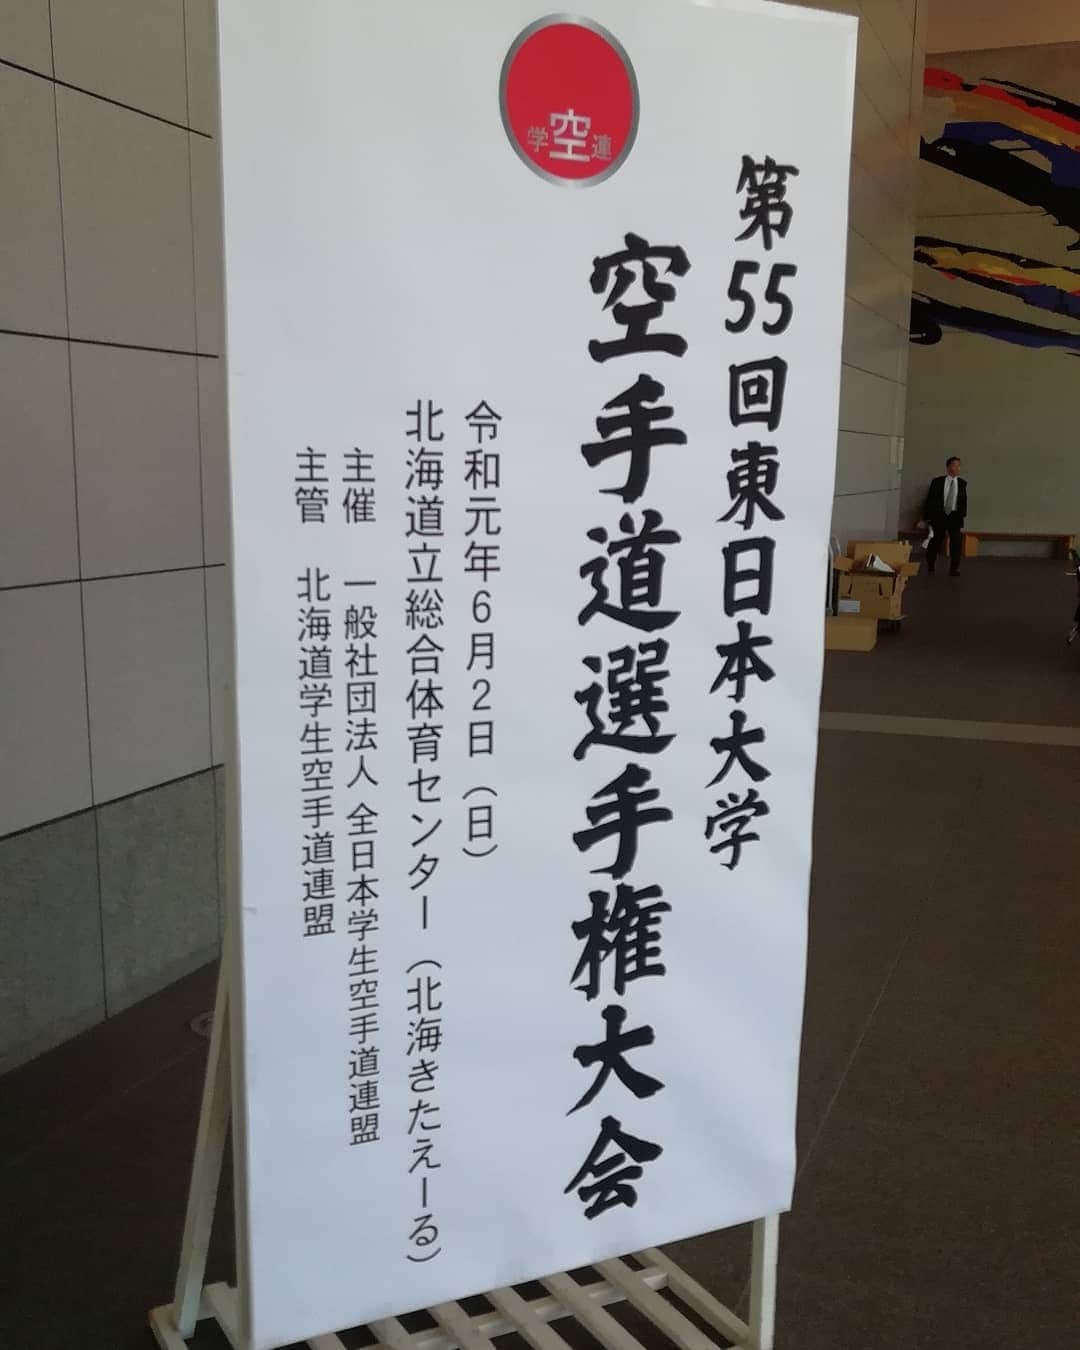 学空連
第55回東日本大学
空手道選手権大会
令和元年6月2日（日）
北海道立総合体育センター（北海きたえーる）
主催　一般社団法人 全日本学生空手道連盟
主管　北海道学生空手道連盟